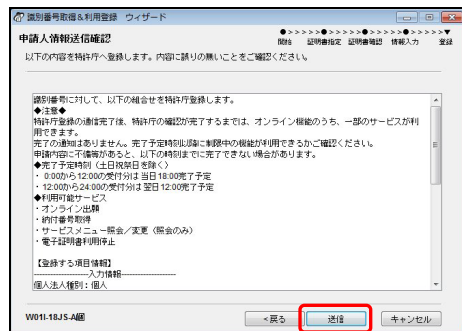 識別番号取得&利用登録 ウィザード
申請人情報送信確認
●>>>>>●>>>>>●>>>>>●>>>>>▼
開始 証明書指定 証明書確認 情報入力 登録
以下の内容を特許庁へ登録します。内容に誤りの無いことをご確認ください。
識別番号に対して、以下の組合せを特許庁登録します。
◆注意◆
特許庁登録の通信完了後、特許庁の確認が完了するまでは、オンライン機能のうち、一部のサービスが利
用できます。
完了の通知はありません。完了予定時刻以降に制限中の機能が利用できるかご確認ください。
申請内容に不備等があると、以下の時刻までに完了できない場合があります。
◆完了予定時刻(土日祝祭日を除く)
・ 0:00から12:00の受付分は当日18:00完了予定
・ 12:00から24:00の受付分は翌日12:00完了予定
◆利用可能サービス
・オンライン出願
・納付番号取得
・サービスメニュー照会/変更(照会のみ)
・電子証明書利用停止
【登録する項目情報】
--------------------入力情報--------------------
個人法人種別:個人
W01I-18JS-A個
<戻る 送信 キャンセル